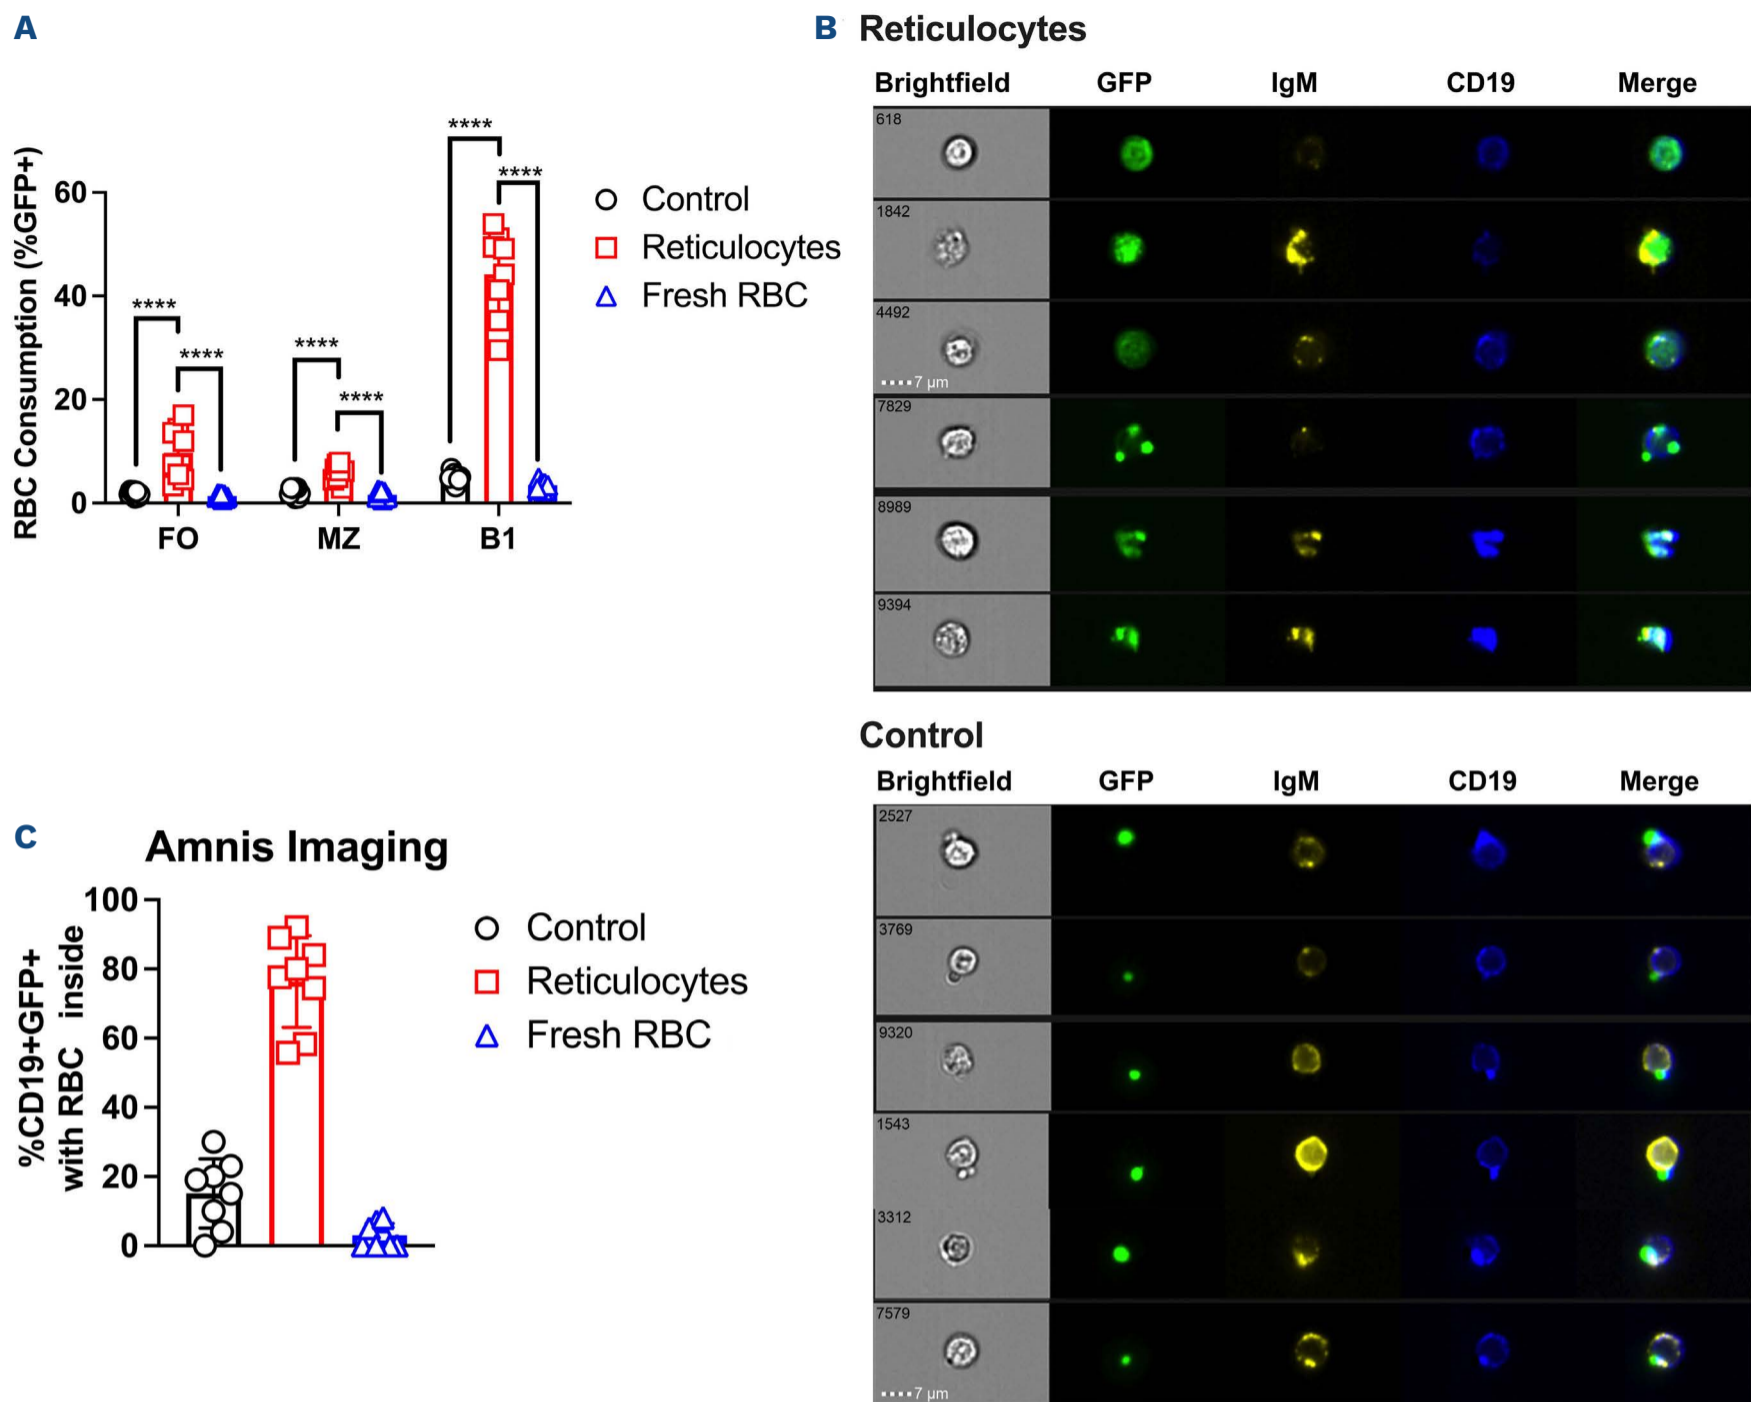 A
RBC Consumption (%GFP+)
60
40
20
0
****
****
****
****
****
****
FO
MZ
B1
Control
Reticulocytes
Fresh RBC
B
Reticulocytes
Brightfield GFP IgM CD19 Merge
618
1842
4492
7 µm
7829
8989
9394
Control
Brightfield GFP IgM CD19 Merge
2527
3769
9320
1543
3312
7579
7 µm
C
Amnis Imaging
%CD19+GFP+
with RBC inside
100
80
60
40
20
0
Control
Reticulocytes
Fresh RBC